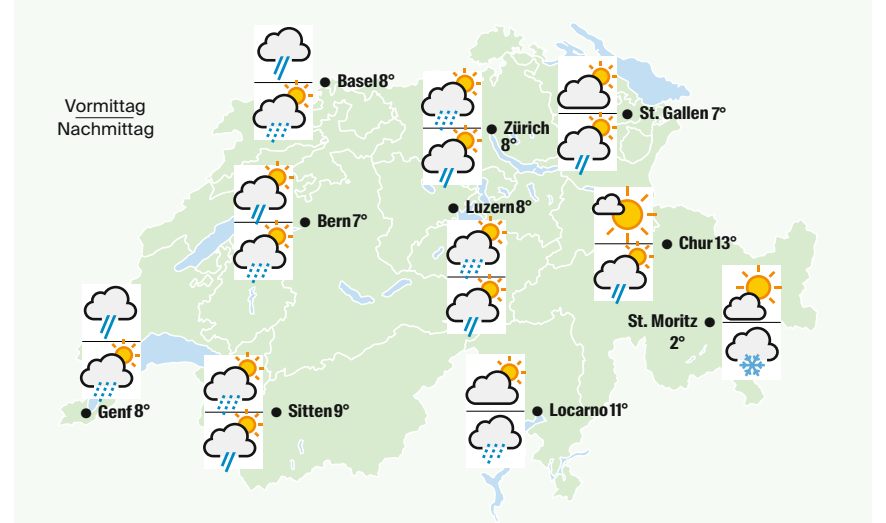 Vormittag
Nachmittag
Basel 8°
Zürich
8°
St. Gallen 7°
Bern 7°
Luzern 8°
Chur 13°
St. Moritz
2°
Genf 8°
Sitten 9°
Locarno 11°